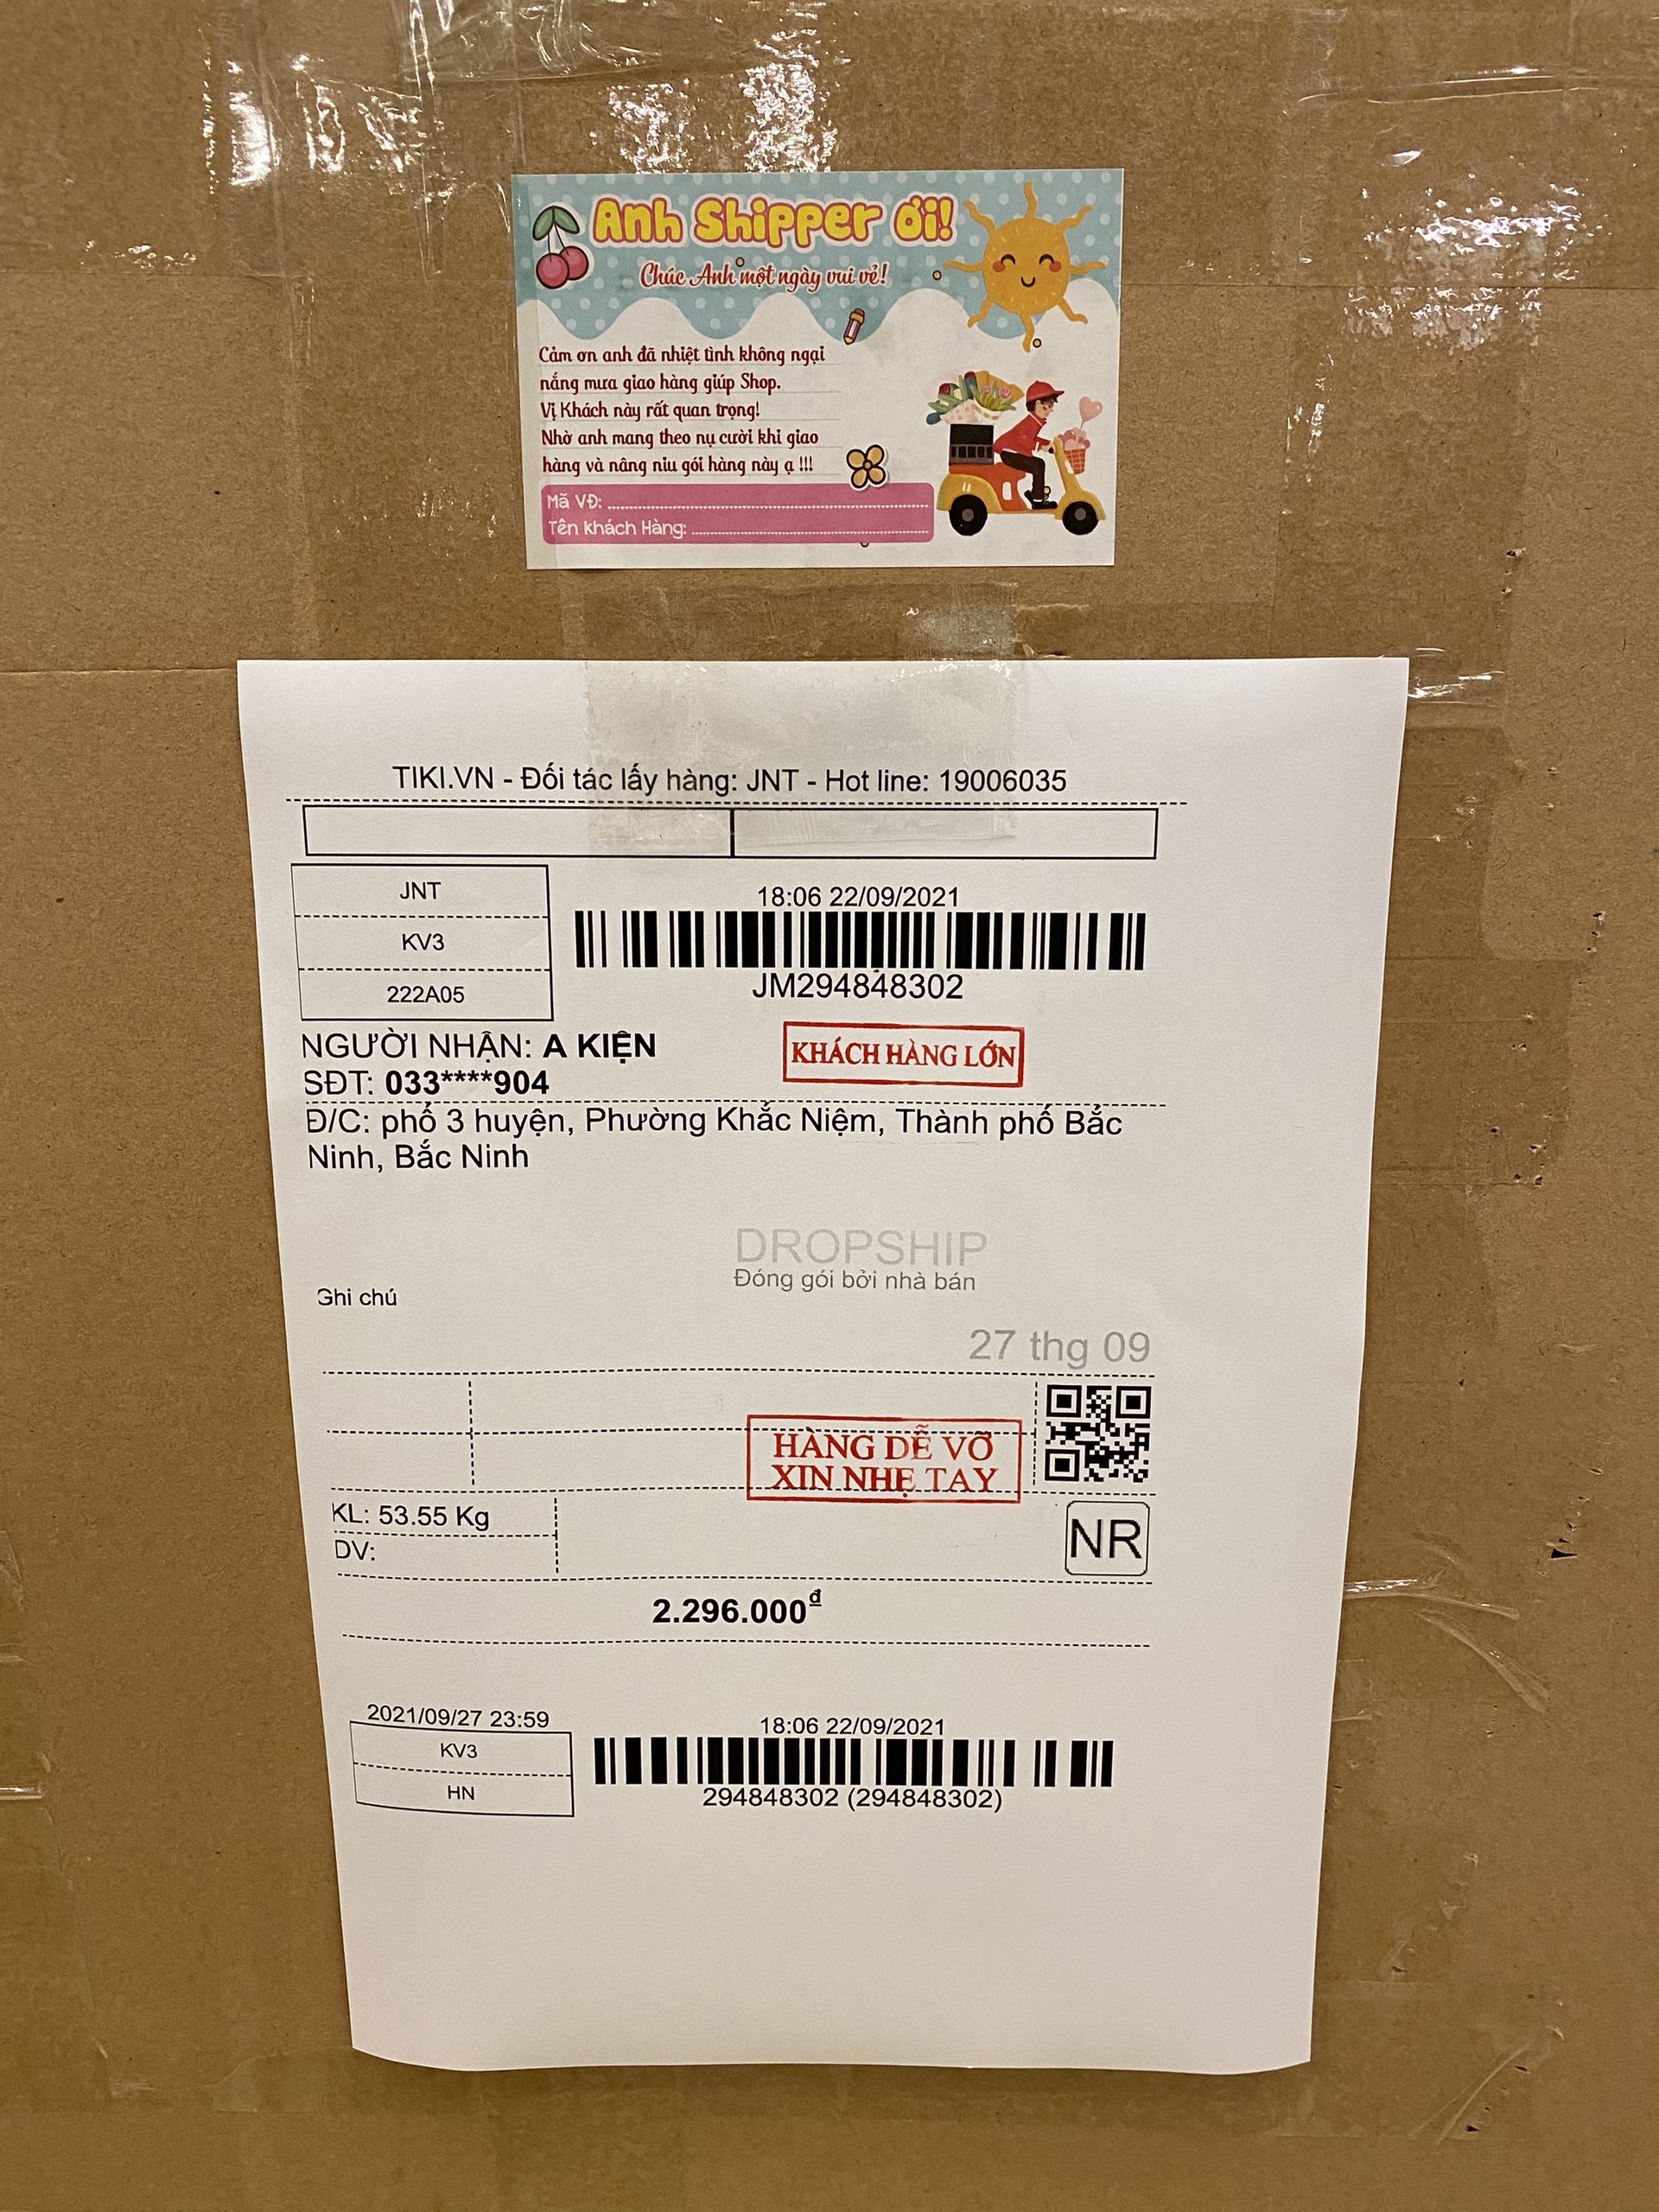 Anh Shipper ơi!
Chúc Anh một ngày vui vẻ!
Cảm ơn anh đã nhiệt tình không ngại
nắng mưa giao hàng giúp Shop.
Vị Khách này rất quan trọng!
Nhờ anh mang theo nụ cười khi giao
hàng và nâng niu gói hàng này ạ !!!
Mã VĐ:
Tên khách Hàng:
TIKI.VN - Đối tác lấy hàng: JNT - Hot line: 19006035
JNT
KV3
222A05
18:06 22/09/2021
JM294848302
NGƯỜI NHẬN: A KIỆN
KHÁCH HÀNG LỚN
SĐT: 033****904
Đ/C: phố 3 huyện, Phường Khắc Niệm, Thành phố Bắc
Ninh, Bắc Ninh
DROPSHIP
Đóng gói bởi nhà bán
Ghi chú
27 thg 09
HÀNG DỄ VỠ
XIN NHẸ TAY
KL: 53.55 Kg
DV:
NR
2.296.000đ
2021/09/27 23:59
KV3
HN
18:06 22/09/2021
294848302 (294848302)